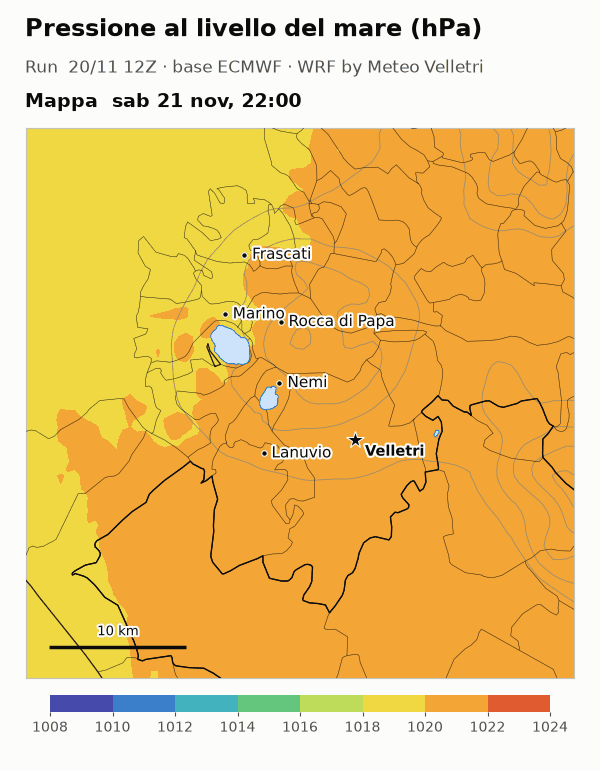 Pressione al livello del mare (hPa)
Run  20/11 12Z · base ECMWF · WRF by Meteo Velletri
Mappa  sab 21 nov, 22:00
Frascati
Marino
Rocca di Papa
Nemi
Velletri
Lanuvio
10 km
1008 1010 1012 1014 1016 1018 1020 1022 1024